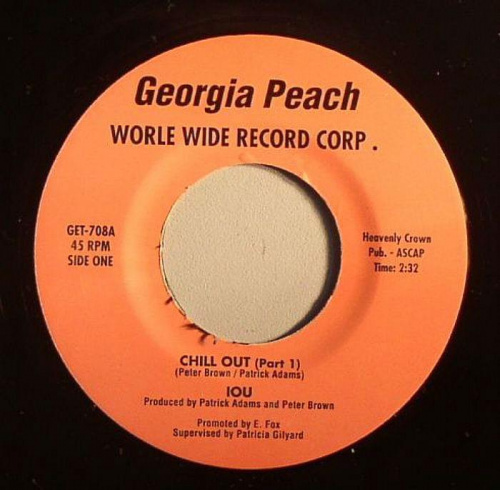 Georgia Peach
WORLE WIDE RECORD CORP .
GET-708A
45 RPM
SIDE ONE
Heavenly Crown
Pub. - ASCAP
Time: 2:32
CHILL OUT (Part 1)
(Peter Brown / Patrick Adams)
IOU
Produced by Patrick Adams and Peter Brown
Promoted by E. Fox
Supervised by Patricia Gilyard